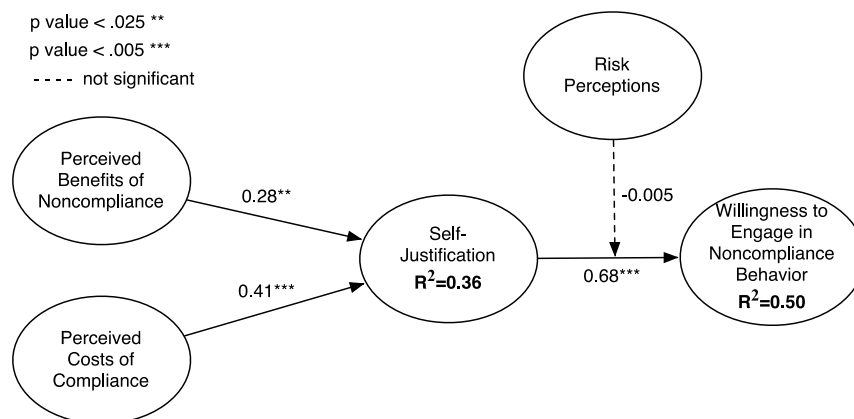 p value < .025 **
p value < .005 ***
---- not significant
Risk
Perceptions
Perceived
Benefits of
Noncompliance
0.28**
-0.005
Self-
Justification
R²=0.36
Willingness to
Engage in
Noncompliance
Behavior
R²=0.50
0.68***
0.41***
Perceived
Costs of
Compliance